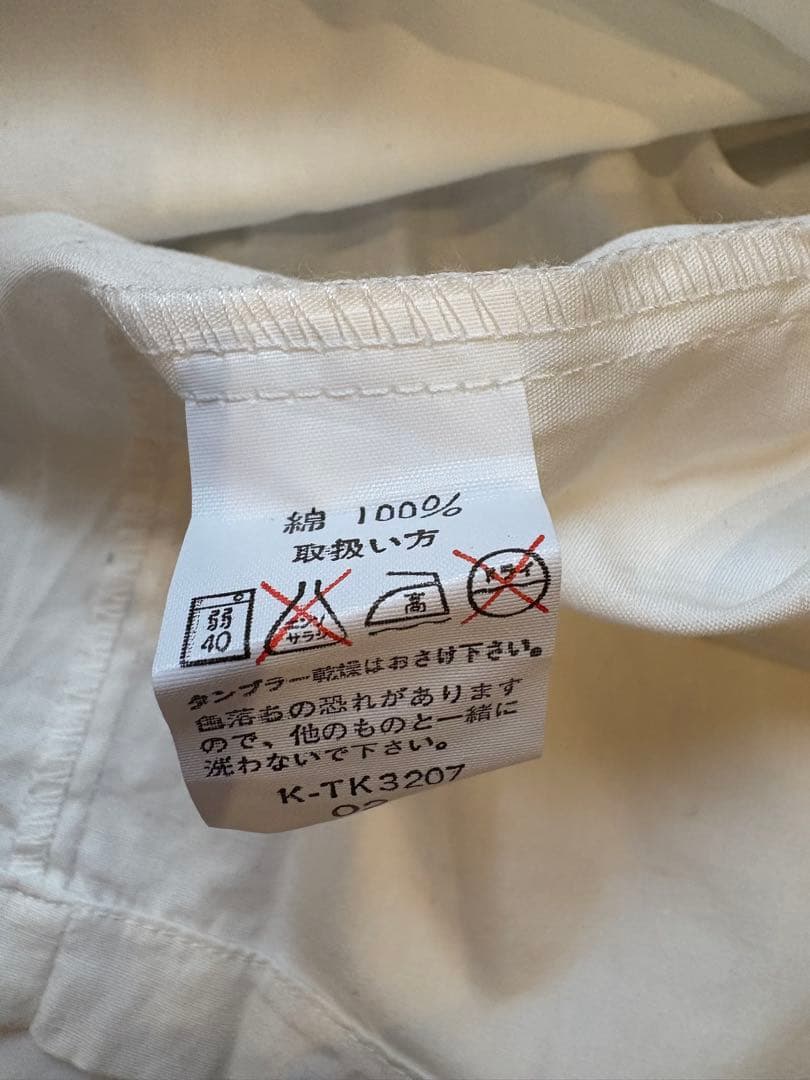 綿 100%
取扱い方
弱 40 エンソ サラシ 高 ドライ
タンブラー乾燥はおさけ下さい。
色落ちの恐れがあります
ので、他のものと一緒に
洗わないで下さい。
K-TK3207